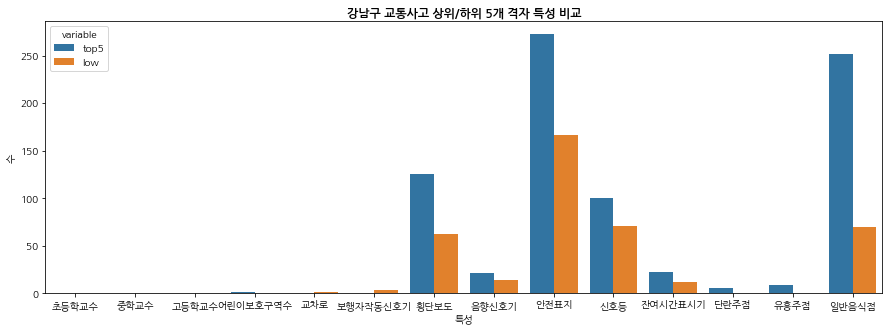 강남구 교통사고 상위/하위 5개 격자 특성 비교
variable
top5
low
수
250
200
150
100
50
0
초등학교수 중학교수 고등학교수 어린이보호구역수 교차로 보행자작동신호기 횡단보도 음향신호기 안전표지 신호등 잔여시간표시기 단란주점 유흥주점 일반음식점
특성